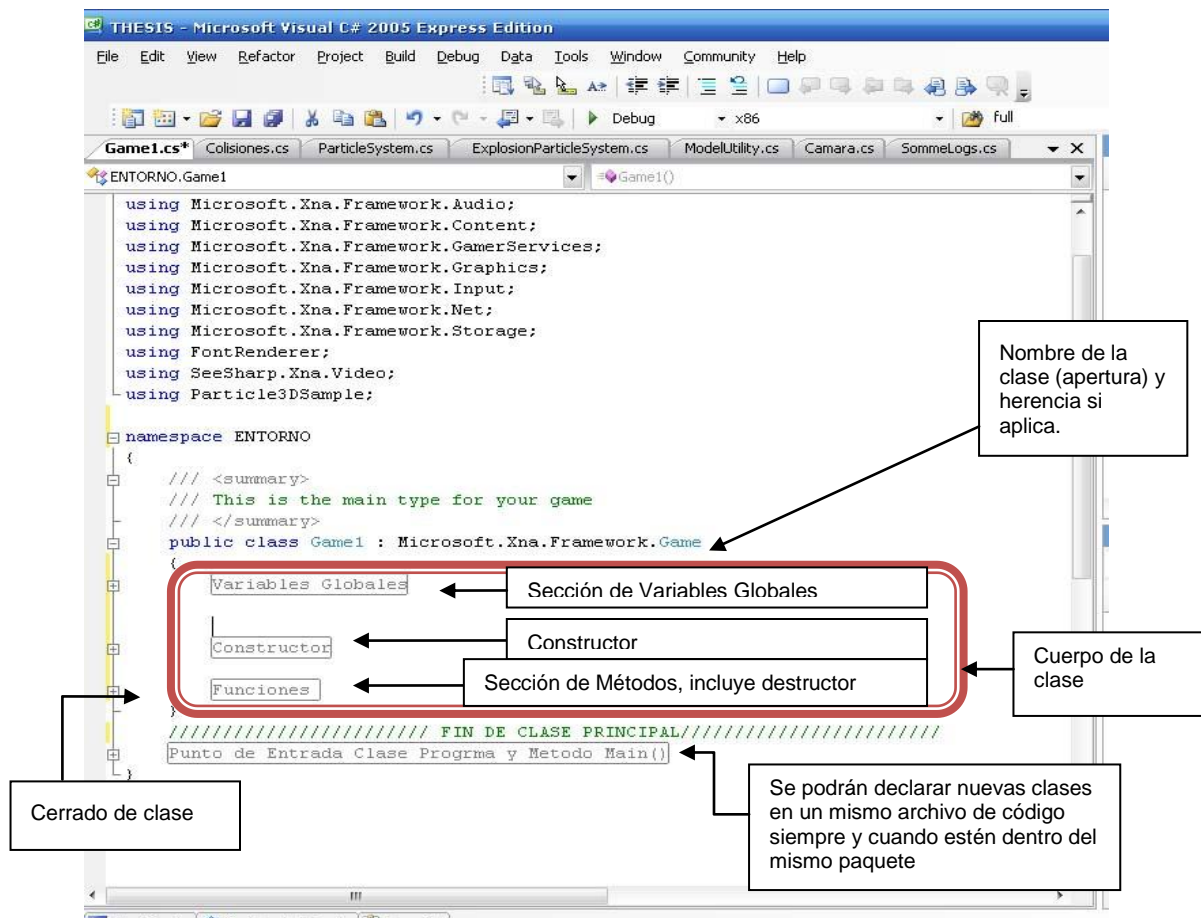 THESIS - Microsoft Visual C# 2005 Express Edition
File Edit View Refactor Project Build Debug Data Tools Window Community Help
Debug x86 full
Game1.cs* Colisiones.cs ParticleSystem.cs ExplosionParticleSystem.cs ModelUtility.cs Camara.cs SommeLogs.cs
ENTORNO.Game1 Game1()
using Microsoft.Xna.Framework.Audio;
using Microsoft.Xna.Framework.Content;
using Microsoft.Xna.Framework.GamerServices;
using Microsoft.Xna.Framework.Graphics;
using Microsoft.Xna.Framework.Input;
using Microsoft.Xna.Framework.Net;
using Microsoft.Xna.Framework.Storage;
using FontRenderer;
using SeeSharp.Xna.Video;
using Particle3DSample;
Nombre de la
clase (apertura) y
herencia si
aplica.
namespace ENTORNO
{
/// <summary>
/// This is the main type for your game
/// </summary>
public class Game1 : Microsoft.Xna.Framework.Game
{
Variables Globales
Sección de Variables Globales
Constructor
Constructor
Funciones
Sección de Métodos, incluye destructor
Cuerpo de la
clase
}
//////////////////////// FIN DE CLASE PRINCIPAL////////////////////////
Punto de Entrada Clase Progrma y Metodo Main()
}
Cerrado de clase
Se podrán declarar nuevas clases
en un mismo archivo de código
siempre y cuando estén dentro del
mismo paquete